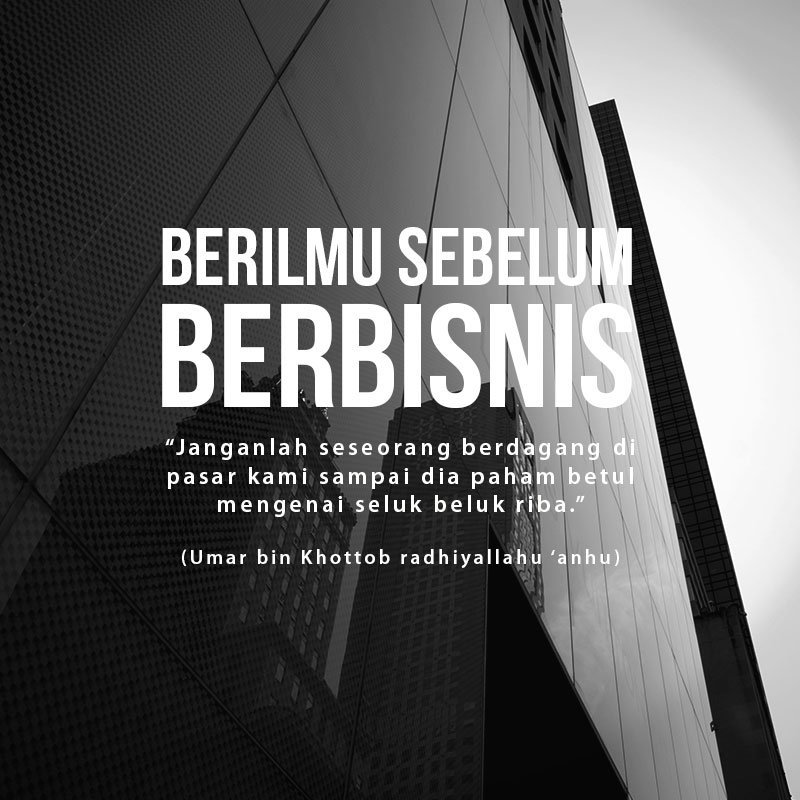 BERILMU SEBELUM
BERBISNIS
“Janganlah seseorang berdagang di
pasar kami sampai dia paham betul
mengenai seluk beluk riba.”
(Umar bin Khottob radhiyallahu ‘anhu)